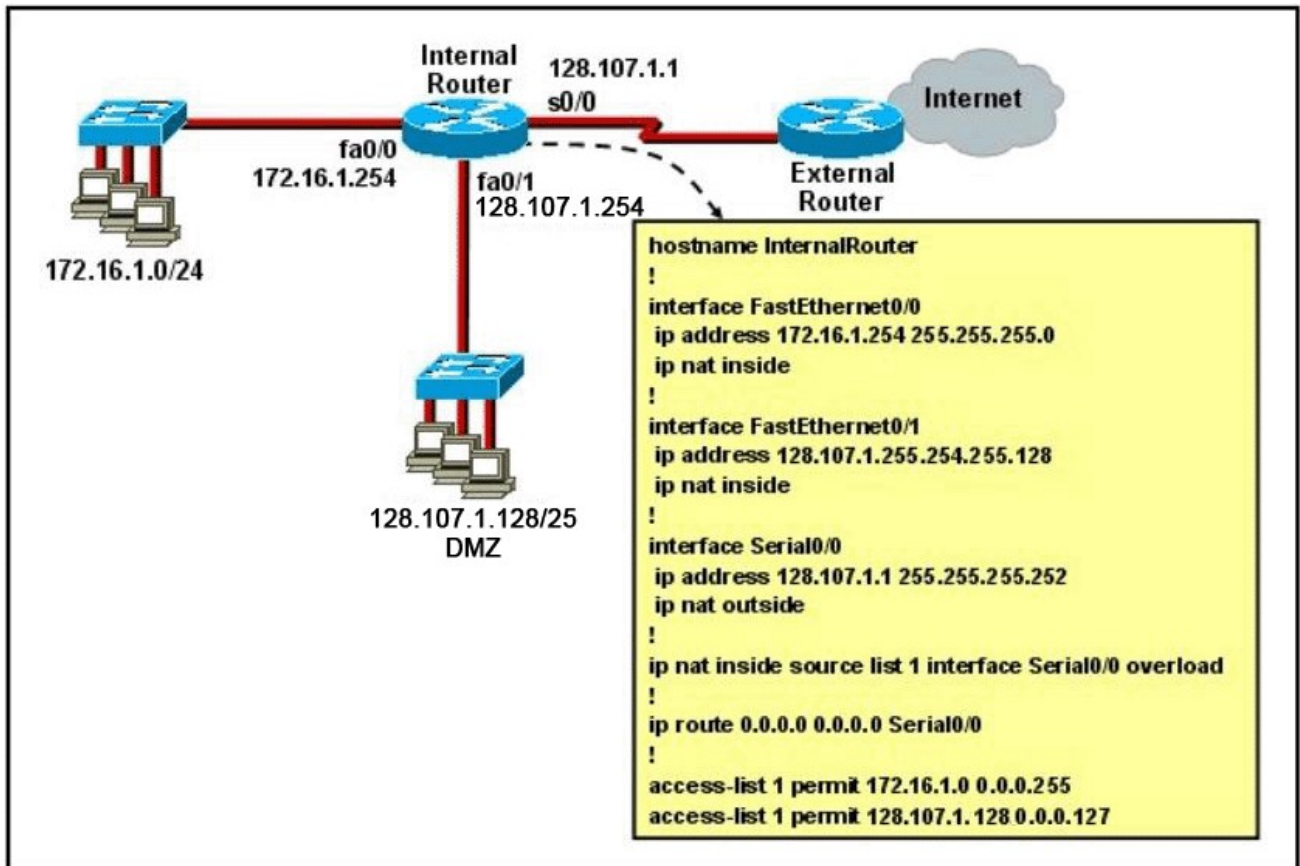 Internal
Router
128.107.1.1
s0/0
Internet
fa0/0
172.16.1.254
fa0/1
128.107.1.254
External
Router
172.16.1.0/24
128.107.1.128/25
DMZ
hostname InternalRouter
!
interface FastEthernet0/0
ip address 172.16.1.254 255.255.255.0
ip nat inside
!
interface FastEthernet0/1
ip address 128.107.1.255.254.255.128
ip nat inside
!
interface Serial0/0
ip address 128.107.1.1 255.255.255.252
ip nat outside
!
ip nat inside source list 1 interface Serial0/0 overload
!
ip route 0.0.0.0 0.0.0.0 Serial0/0
!
access-list 1 permit 172.16.1.0 0.0.0.255
access-list 1 permit 128.107.1.128 0.0.0.127